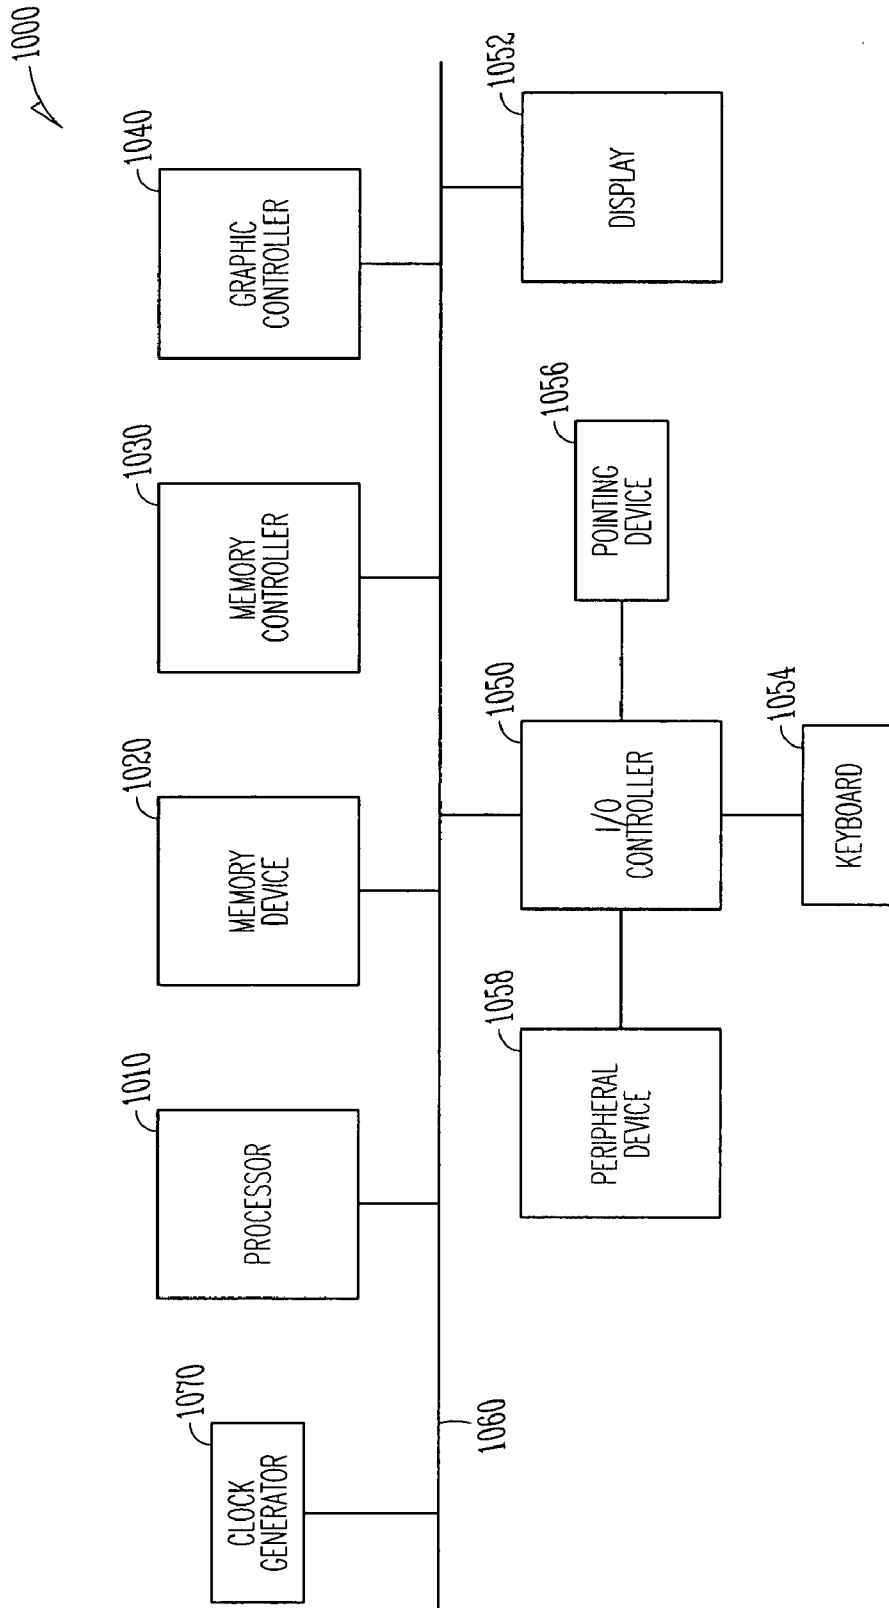 1000
1070
CLOCK
GENERATOR
1010
PROCESSOR
1020
MEMORY
DEVICE
1030
MEMORY
CONTROLLER
1040
GRAPHIC
CONTROLLER
1060
1058
PERIPHERAL
DEVICE
1050
I/O
CONTROLLER
1056
POINTING
DEVICE
1052
DISPLAY
1054
KEYBOARD